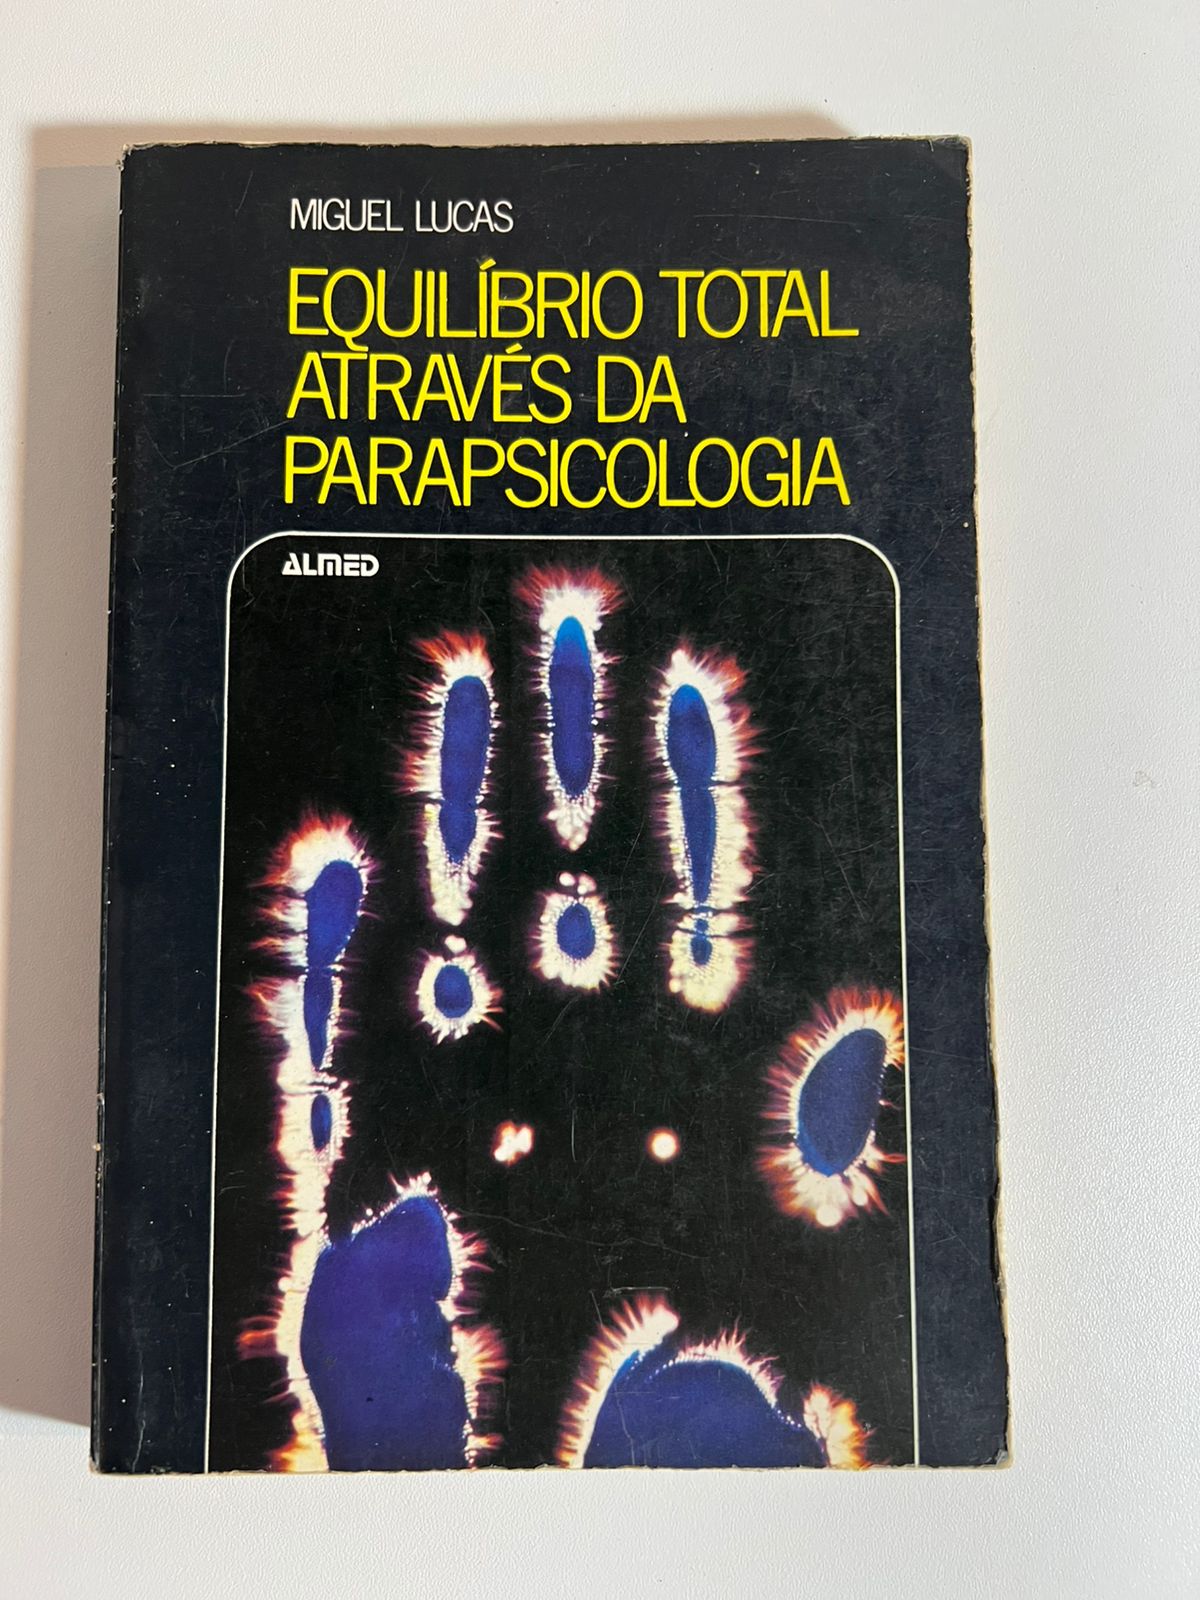 MIGUEL LUCAS
EQUILÍBRIO TOTAL
ATRAVÉS DA
PARAPSICOLOGIA
ALMED